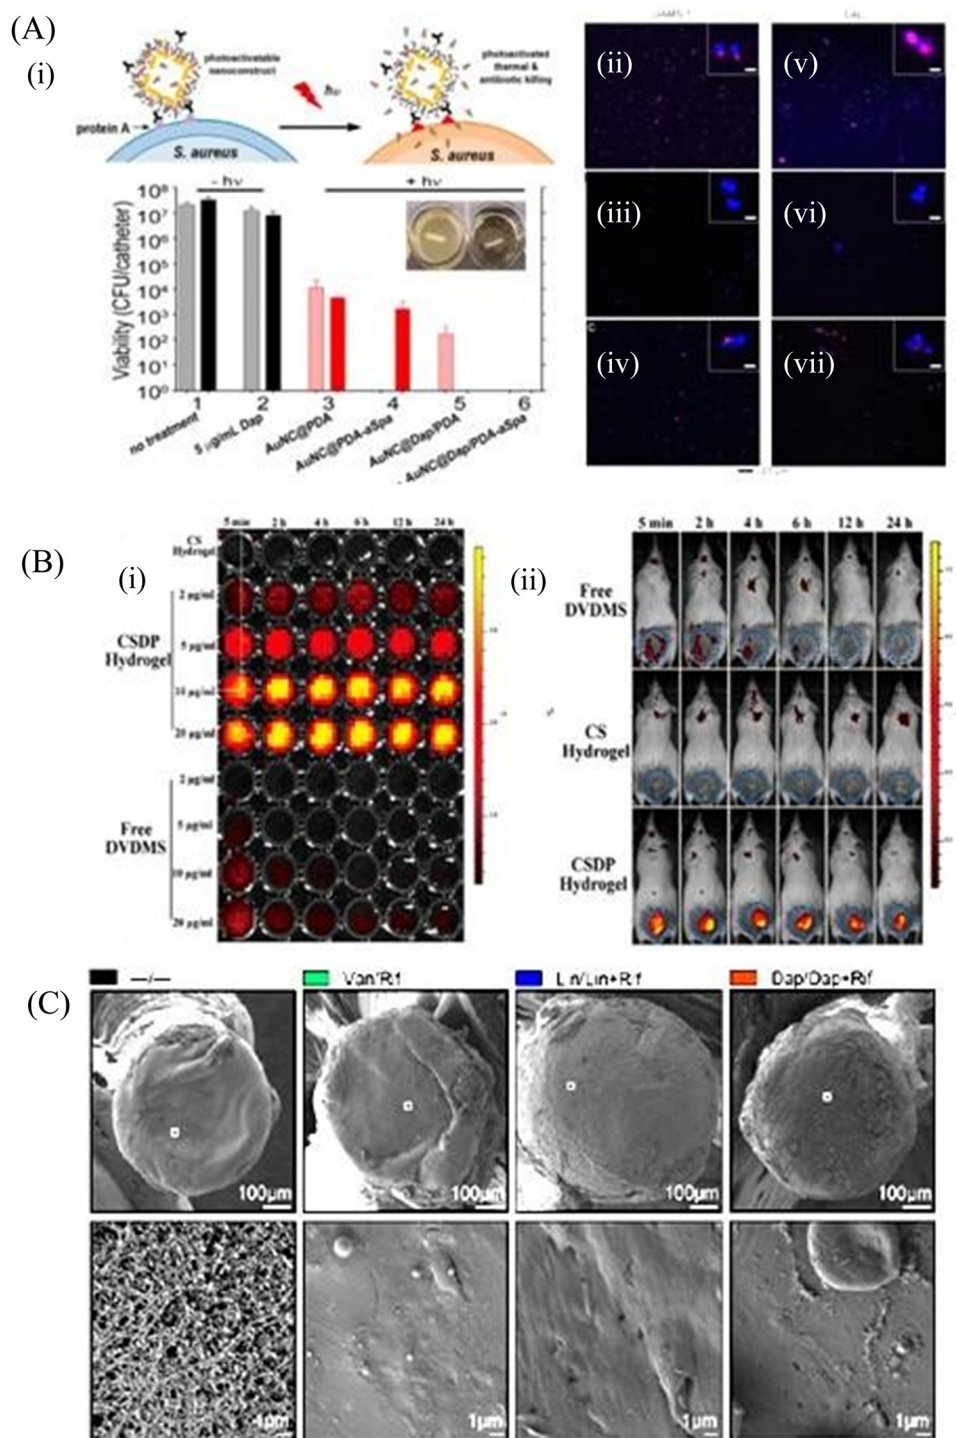 (A)
(i)
photoactivatable
nanoconstruct
hν
photoactivated
thermal &
antibiotic killing
protein A
S. aureus
S. aureus
- hν
+ hν
Viability (CFU/catheter)
10⁸
10⁷
10⁶
10⁵
10⁴
10³
10²
10¹
10⁰
1
2
3
4
5
6
no treatment
5 μg/mL Dap
AuNC@PDA
AuNC@PDA-aSpa
AuNC@Dap/PDA
AuNC@Dap/PDA-aSpa
(ii)
(v)
(iii)
(vi)
C
(iv)
(vii)
(B)
(i)
5 min 2 h 4 h 6 h 12 h 24 h
CS
Hydrogel
2 μg/ml
5 μg/ml
CSDP
Hydrogel
10 μg/ml
20 μg/ml
2 μg/ml
5 μg/ml
Free
DVDMS
10 μg/ml
20 μg/ml
(ii)
5 min 2 h 4 h 6 h 12 h 24 h
Free
DVDMS
CS
Hydrogel
CSDP
Hydrogel
(C)
—/—
Van/Rif
Lin/Lin+Rif
Dap/Dap+Rif
100μm
100μm
100μm
100μm
1μm
1μm
1μm
1μm